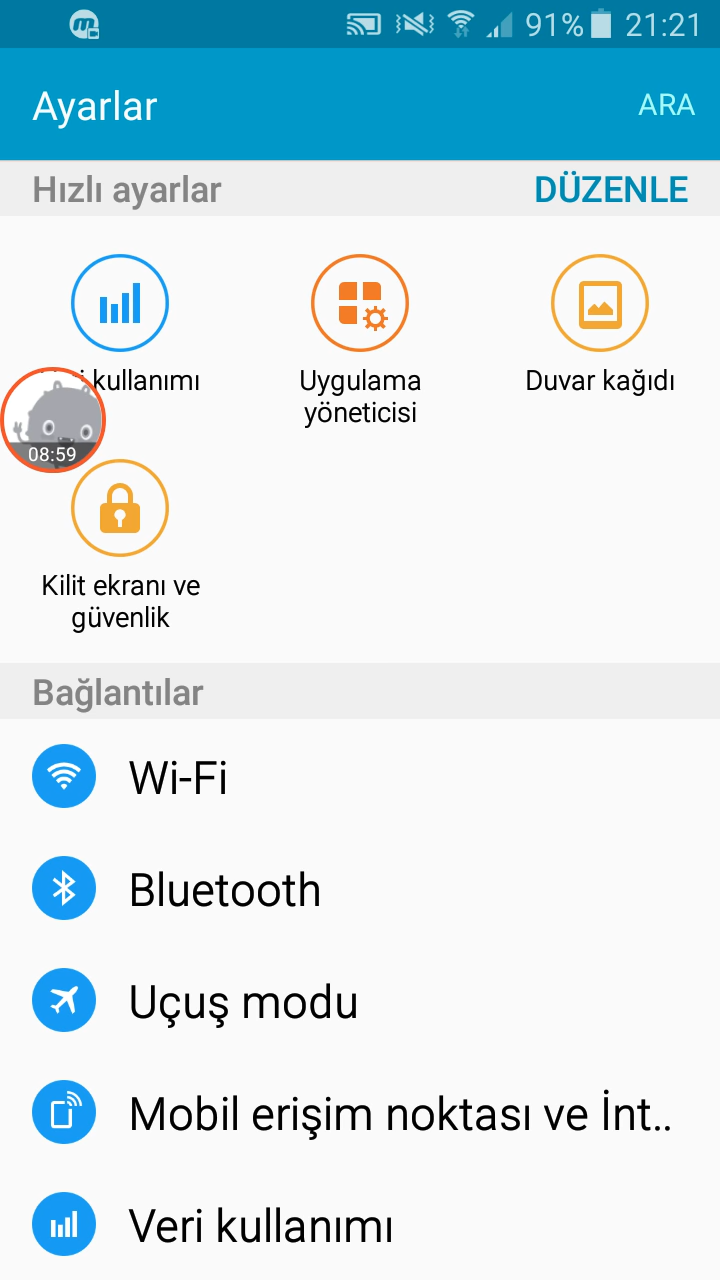 91% 21:21
Ayarlar ARA
Hızlı ayarlar DÜZENLE
kullanımı
Uygulama
yöneticisi
Duvar kağıdı
08:59
Kilit ekranı ve
güvenlik
Bağlantılar
Wi-Fi
Bluetooth
Uçuş modu
Mobil erişim noktası ve İnt..
Veri kullanımı